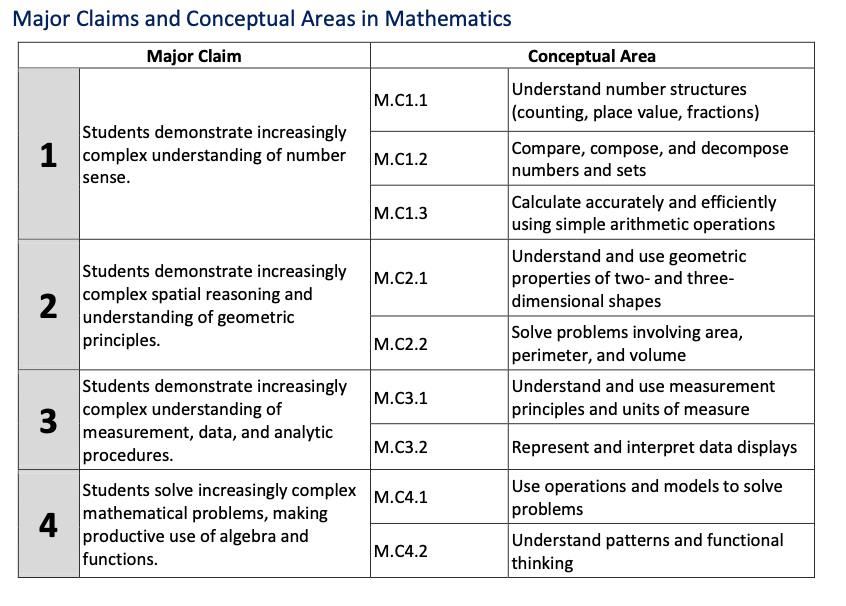 Major Claims and Conceptual Areas in Mathematics
Major Claim
Conceptual Area
1
Students demonstrate increasingly
complex understanding of number
sense.
M.C1.1
Understand number structures
(counting, place value, fractions)
M.C1.2
Compare, compose, and decompose
numbers and sets
M.C1.3
Calculate accurately and efficiently
using simple arithmetic operations
2
Students demonstrate increasingly
complex spatial reasoning and
understanding of geometric
principles.
M.C2.1
Understand and use geometric
properties of two- and three-
dimensional shapes
M.C2.2
Solve problems involving area,
perimeter, and volume
3
Students demonstrate increasingly
complex understanding of
measurement, data, and analytic
procedures.
M.C3.1
Understand and use measurement
principles and units of measure
M.C3.2
Represent and interpret data displays
4
Students solve increasingly complex
mathematical problems, making
productive use of algebra and
functions.
M.C4.1
Use operations and models to solve
problems
M.C4.2
Understand patterns and functional
thinking